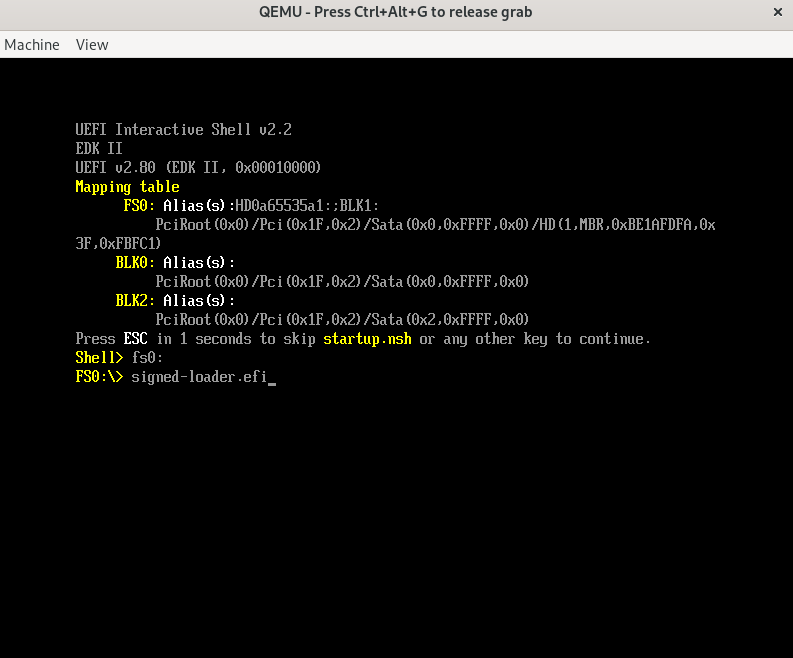 QEMU - Press Ctrl+Alt+G to release grab ×
Machine View
UEFI Interactive Shell v2.2
EDK II
UEFI v2.80 (EDK II, 0x00010000)
Mapping table
FS0: Alias(s):HD0a65535a1:;BLK1:
PciRoot(0x0)/Pci(0x1F,0x2)/Sata(0x0,0xFFFF,0x0)/HD(1,MBR,0xBE1AFDFA,0x
3F,0xFBFC1)
BLK0: Alias(s):
PciRoot(0x0)/Pci(0x1F,0x2)/Sata(0x0,0xFFFF,0x0)
BLK2: Alias(s):
PciRoot(0x0)/Pci(0x1F,0x2)/Sata(0x2,0xFFFF,0x0)
Press ESC in 1 seconds to skip startup.nsh or any other key to continue.
Shell> fs0:
FS0:\> signed-loader.efi_